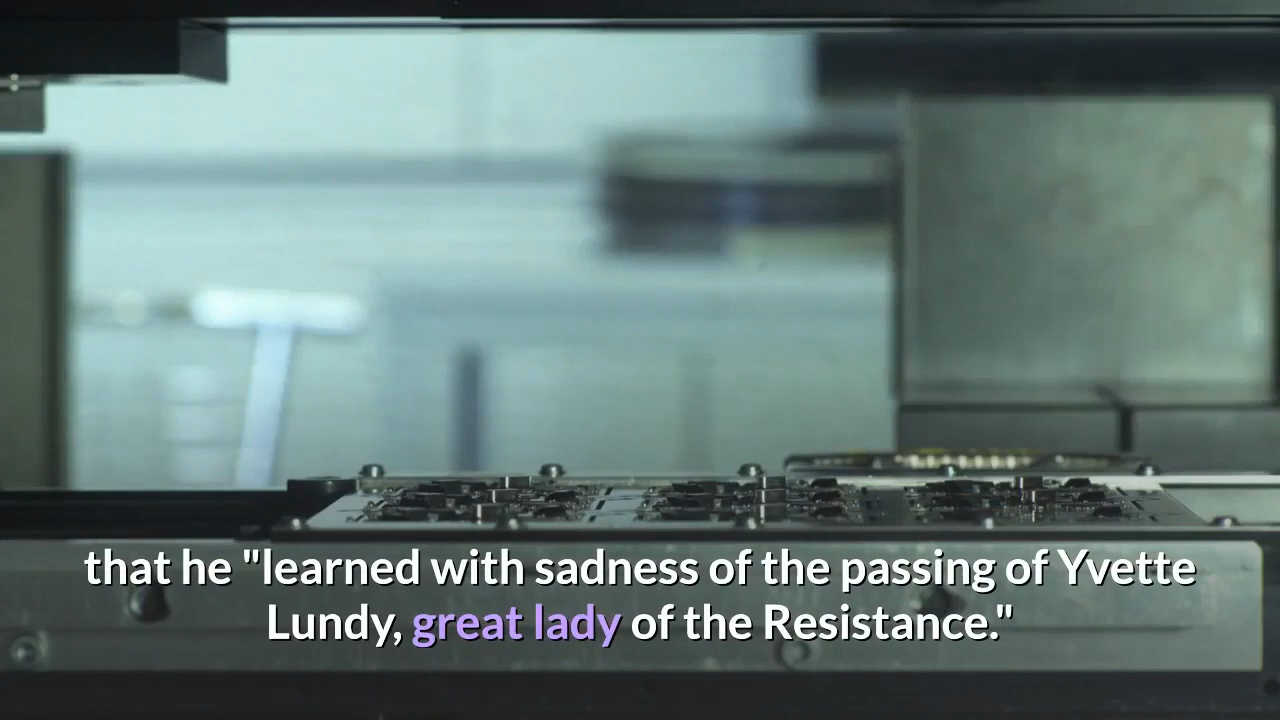 that he "learned with sadness of the passing of Yvette
Lundy, great lady of the Resistance."